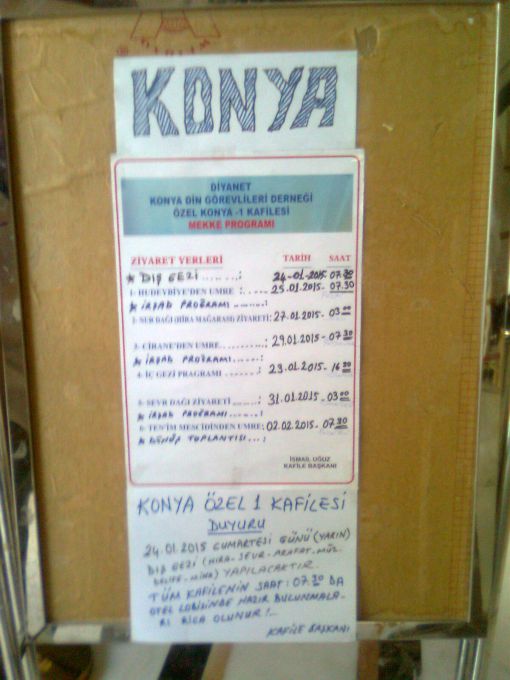 KONYA
DİYANET
KONYA DİN GÖREVLİLERİ DERNEĞİ
ÖZEL KONYA -1 KAFİLESİ
MEKKE PROGRAMI
ZİYARET YERLERİ TARİH SAAT
* DIŞ GEZİ ......: 24-01-2015 07.30
1- HUDEYBİYE'DEN UMRE :......: 25.01.2015- 07.30
* İRŞAD PROGRAMI ........:
2- NUR DAĞI (HİRA MAĞARASI) ZİYARETİ: 27.01.2015- 03 00
3- CİRANE'DEN UMRE..........: 29.01.2015- 07 30
* İRŞAD PROGRAMI ........:
4- İÇ GEZİ PRAGRAMI .......: 29.01.2015- 16 30
5- SEVR DAĞI ZİYARETİ .......: 31.01.2015- 03 00
* İRŞAD PROGRAMI ........:
6- TEN'İM MESCİDİNDEN UMRE: 02.02.2015- 07 30
* DÖNÜŞ TOPLANTISI ...:
İSMAİL UĞUZ
KAFİLE BAŞKANI
KONYA ÖZEL 1 KAFİLESİ
DUYURU
24.01.2015 CUMARTESİ GÜNÜ (YARIN)
DIŞ GEZİ (HİRA-SEVR-ARAFAT-MÜZ-
DELİFE-MİNA) YAPILACAKTIR.
TÜM KAFİLENİN SAAT: 07.30 DA
OTEL LOBİSİNDE HAZIR BULUNMALA-
RI RİCA OLUNUR!..
KAFİLE BAŞKANI